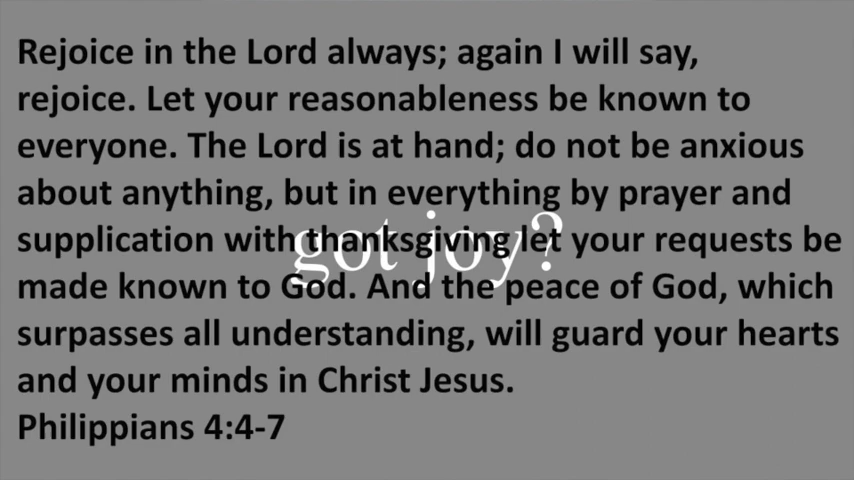 Rejoice in the Lord always; again I will say,
rejoice. Let your reasonableness be known to
everyone. The Lord is at hand; do not be anxious
about anything, but in everything by prayer and
supplication with thanksgiving let your requests be
got joy?
made known to God. And the peace of God, which
surpasses all understanding, will guard your hearts
and your minds in Christ Jesus.
Philippians 4:4-7